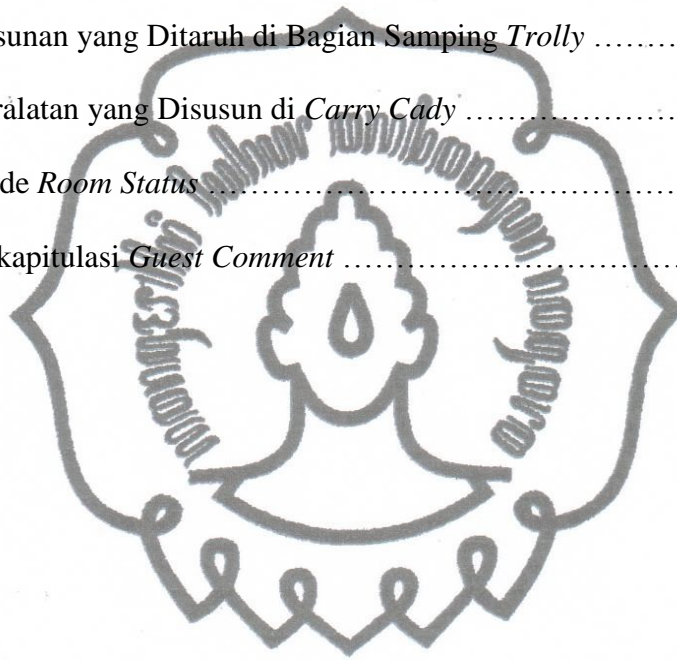 sunan yang Ditaruh di Bagian Samping Trolly ………
ralatan yang Disusun di Carry Cady …………………
de Room Status ……………………………………
kapitulasi Guest Comment …………………………